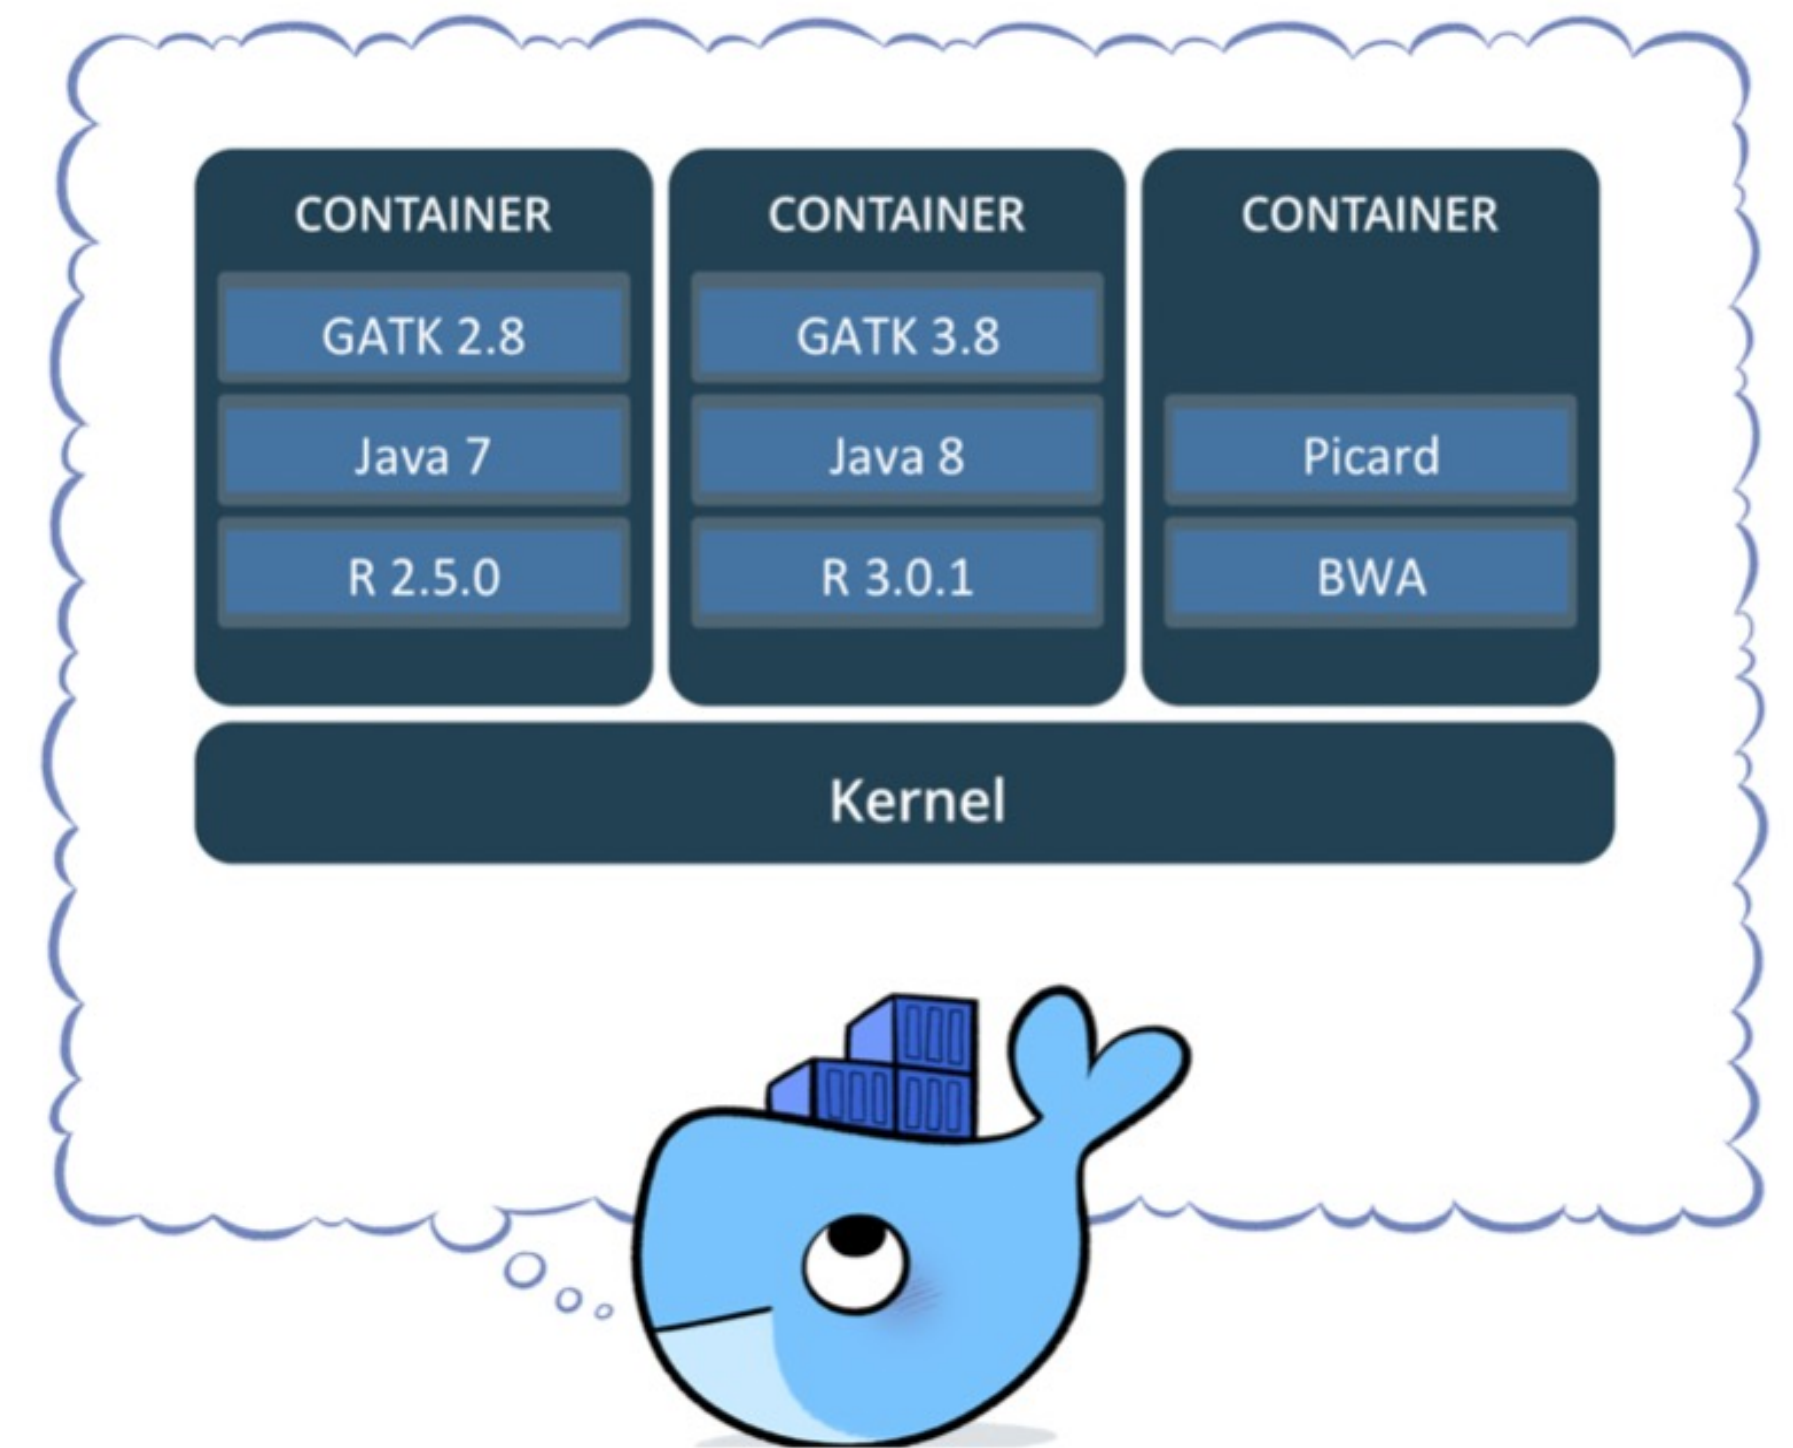 CONTAINER
GATK 2.8
Java 7
R 2.5.0
CONTAINER
GATK 3.8
Java 8
R 3.0.1
CONTAINER
Picard
BWA
Kernel